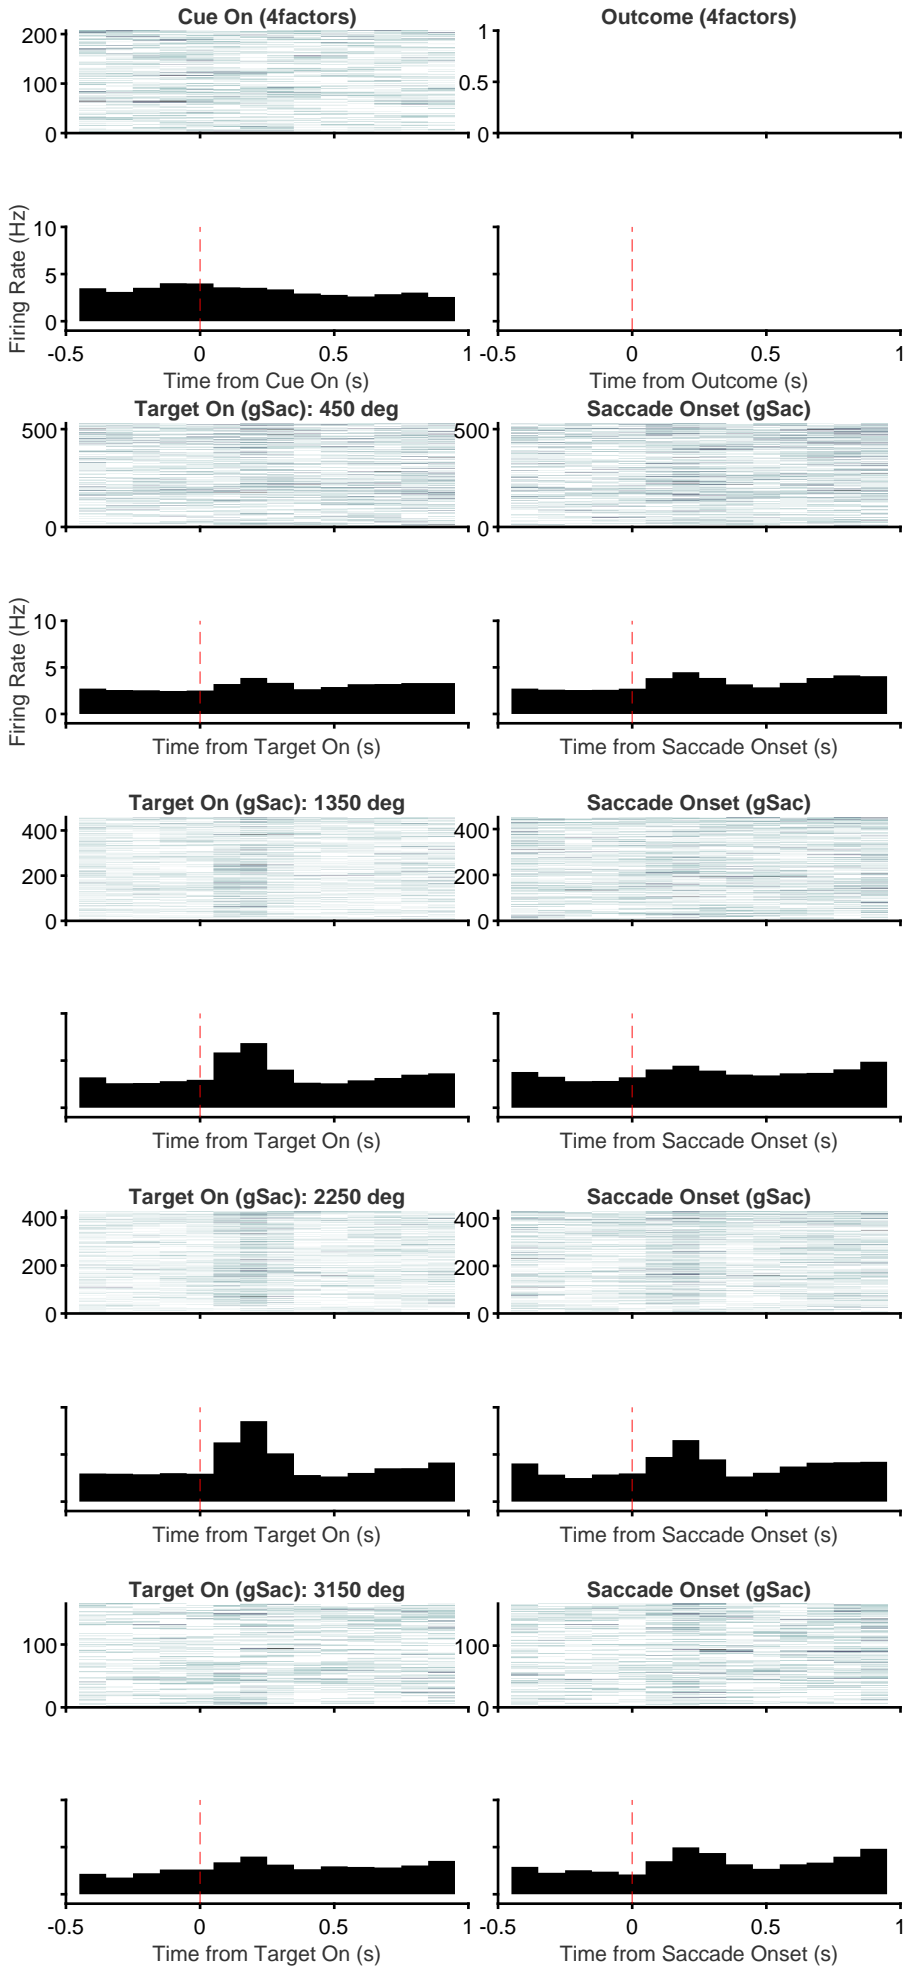 Cue On (4factors)
Outcome (4factors)
200
100
0
1
0.5
0
Firing Rate (Hz)
10
5
0
-0.5 0 0.5 1
-0.5 0 0.5 1
Time from Cue On (s)
Time from Outcome (s)
Target On (gSac): 450 deg
Saccade Onset (gSac)
500
0
500
0
Firing Rate (Hz)
10
5
0
Time from Target On (s)
Time from Saccade Onset (s)
Target On (gSac): 1350 deg
Saccade Onset (gSac)
400
200
0
400
200
0
Time from Target On (s)
Time from Saccade Onset (s)
Target On (gSac): 2250 deg
Saccade Onset (gSac)
400
200
0
400
200
0
Time from Target On (s)
Time from Saccade Onset (s)
Target On (gSac): 3150 deg
Saccade Onset (gSac)
100
0
100
0
-0.5 0 0.5 1
-0.5 0 0.5 1
Time from Target On (s)
Time from Saccade Onset (s)